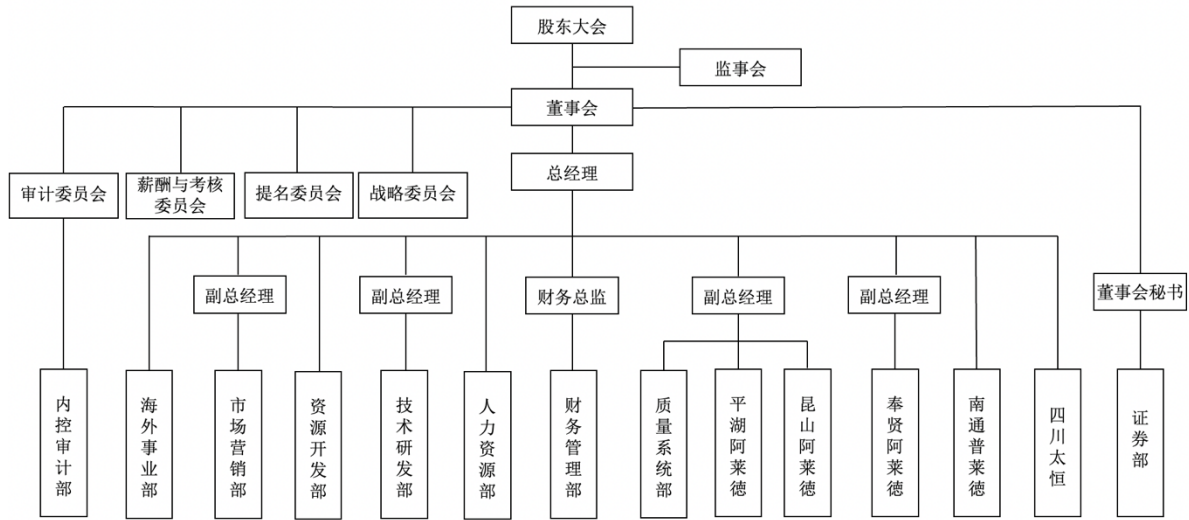 股东大会
监事会
董事会
总经理
审计委员会
薪酬与考核
委员会
提名委员会
战略委员会
副总经理
副总经理
财务总监
副总经理
副总经理
董事会秘书
内控审计部
海外事业部
市场营销部
资源开发部
技术研发部
人力资源部
财务管理部
质量系统部
平湖阿莱德
昆山阿莱德
奉贤阿莱德
南通普莱德
四川太恒
证券部